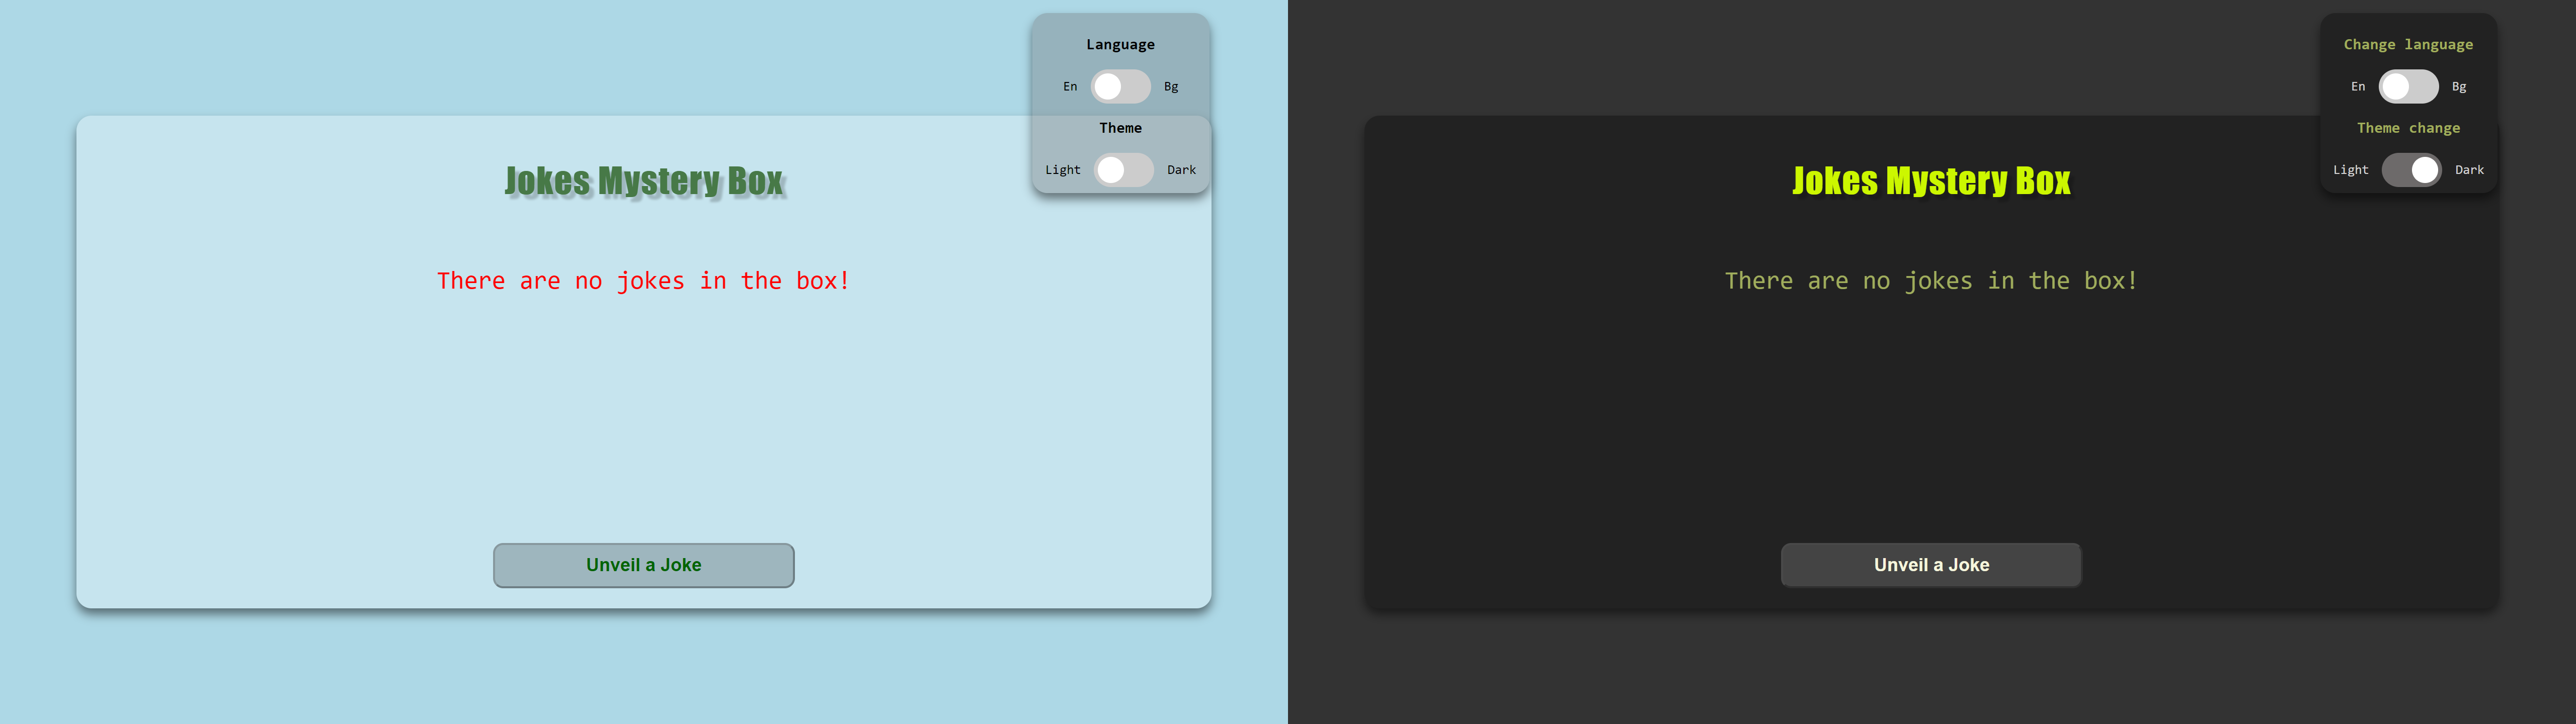 Language
En Bg
Theme
Light Dark
Jokes Mystery Box
There are no jokes in the box!
Unveil a Joke
Change language
En Bg
Theme change
Light Dark
Jokes Mystery Box
There are no jokes in the box!
Unveil a Joke